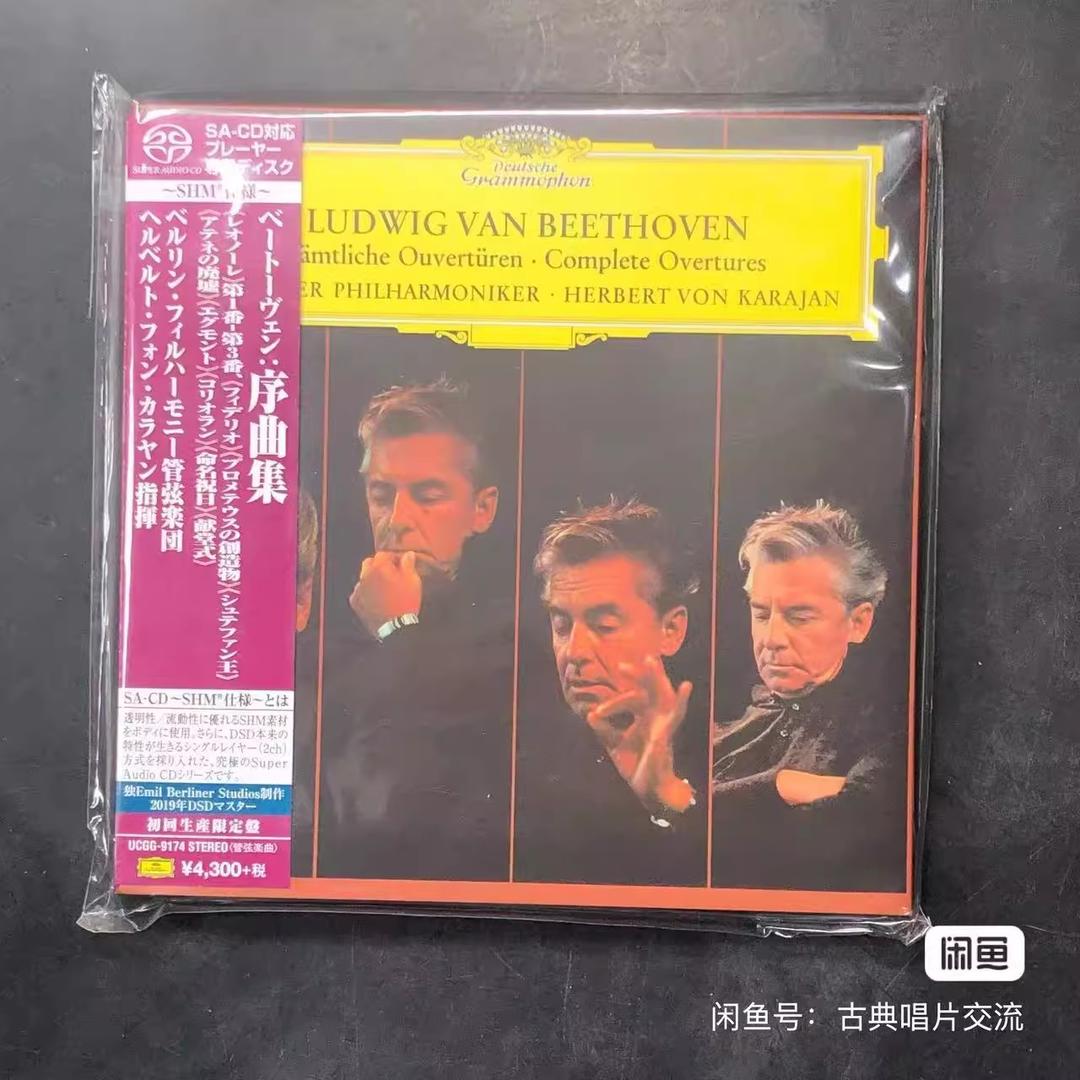 SUPER AUDIO CD
SA-CD対応
プレーヤー
ディスク
～SHM®仕様～
ベートーヴェン:序曲集
《レオノーレ》第1番-第3番、《フィデリオ》《プロメテウスの創造物》《シュテファン王》
《アテネの廃墟》《エグモント》《コリオラン》《命名祝日》《献堂式》
ベルリン・フィルハーモニー管弦楽団
ヘルベルト・フォン・カラヤン指揮
SA-CD～SHM®仕様～とは
透明性／流動性に優れるSHM素材
をボディに使用。さらに、DSD本来の
特性が生きるシングルレイヤー(2ch)
方式を採り入れた、究極のSuper
Audio CDシリーズです。
独Emil Berliner Studios制作
2019年DSDマスター
初回生産限定盤
UCGG-9174 STEREO(管弦楽曲)
¥4,300+税
Deutsche
Grammophon
LUDWIG VAN BEETHOVEN
ämtliche Ouvertüren · Complete Overtures
ER PHILHARMONIKER · HERBERT VON KARAJAN
闲鱼
闲鱼号：古典唱片交流